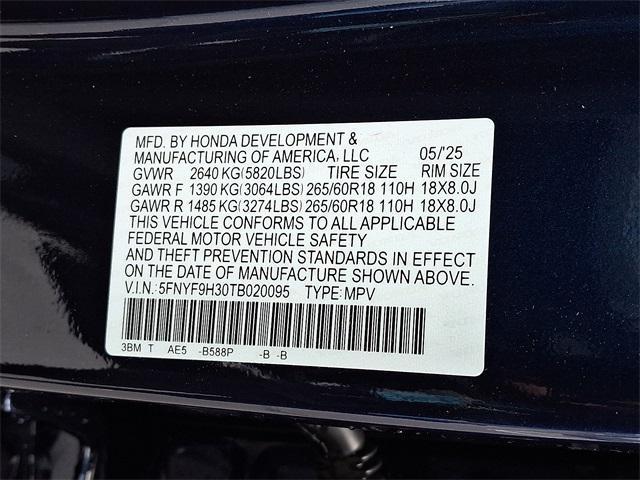 MFD. BY HONDA DEVELOPMENT &
MANUFACTURING OF AMERICA, LLC 05/'25
GVWR 2640 KG(5820LBS) TIRE SIZE RIM SIZE
GAWR F 1390 KG(3064LBS) 265/60R18 110H 18X8.0J
GAWR R 1485 KG(3274LBS) 265/60R18 110H 18X8.0J
THIS VEHICLE CONFORMS TO ALL APPLICABLE
FEDERAL MOTOR VEHICLE SAFETY
AND THEFT PREVENTION STANDARDS IN EFFECT
ON THE DATE OF MANUFACTURE SHOWN ABOVE.
V.I.N.: 5FNYF9H30TB020095 TYPE: MPV
3BM T AE5 -B588P -B -B